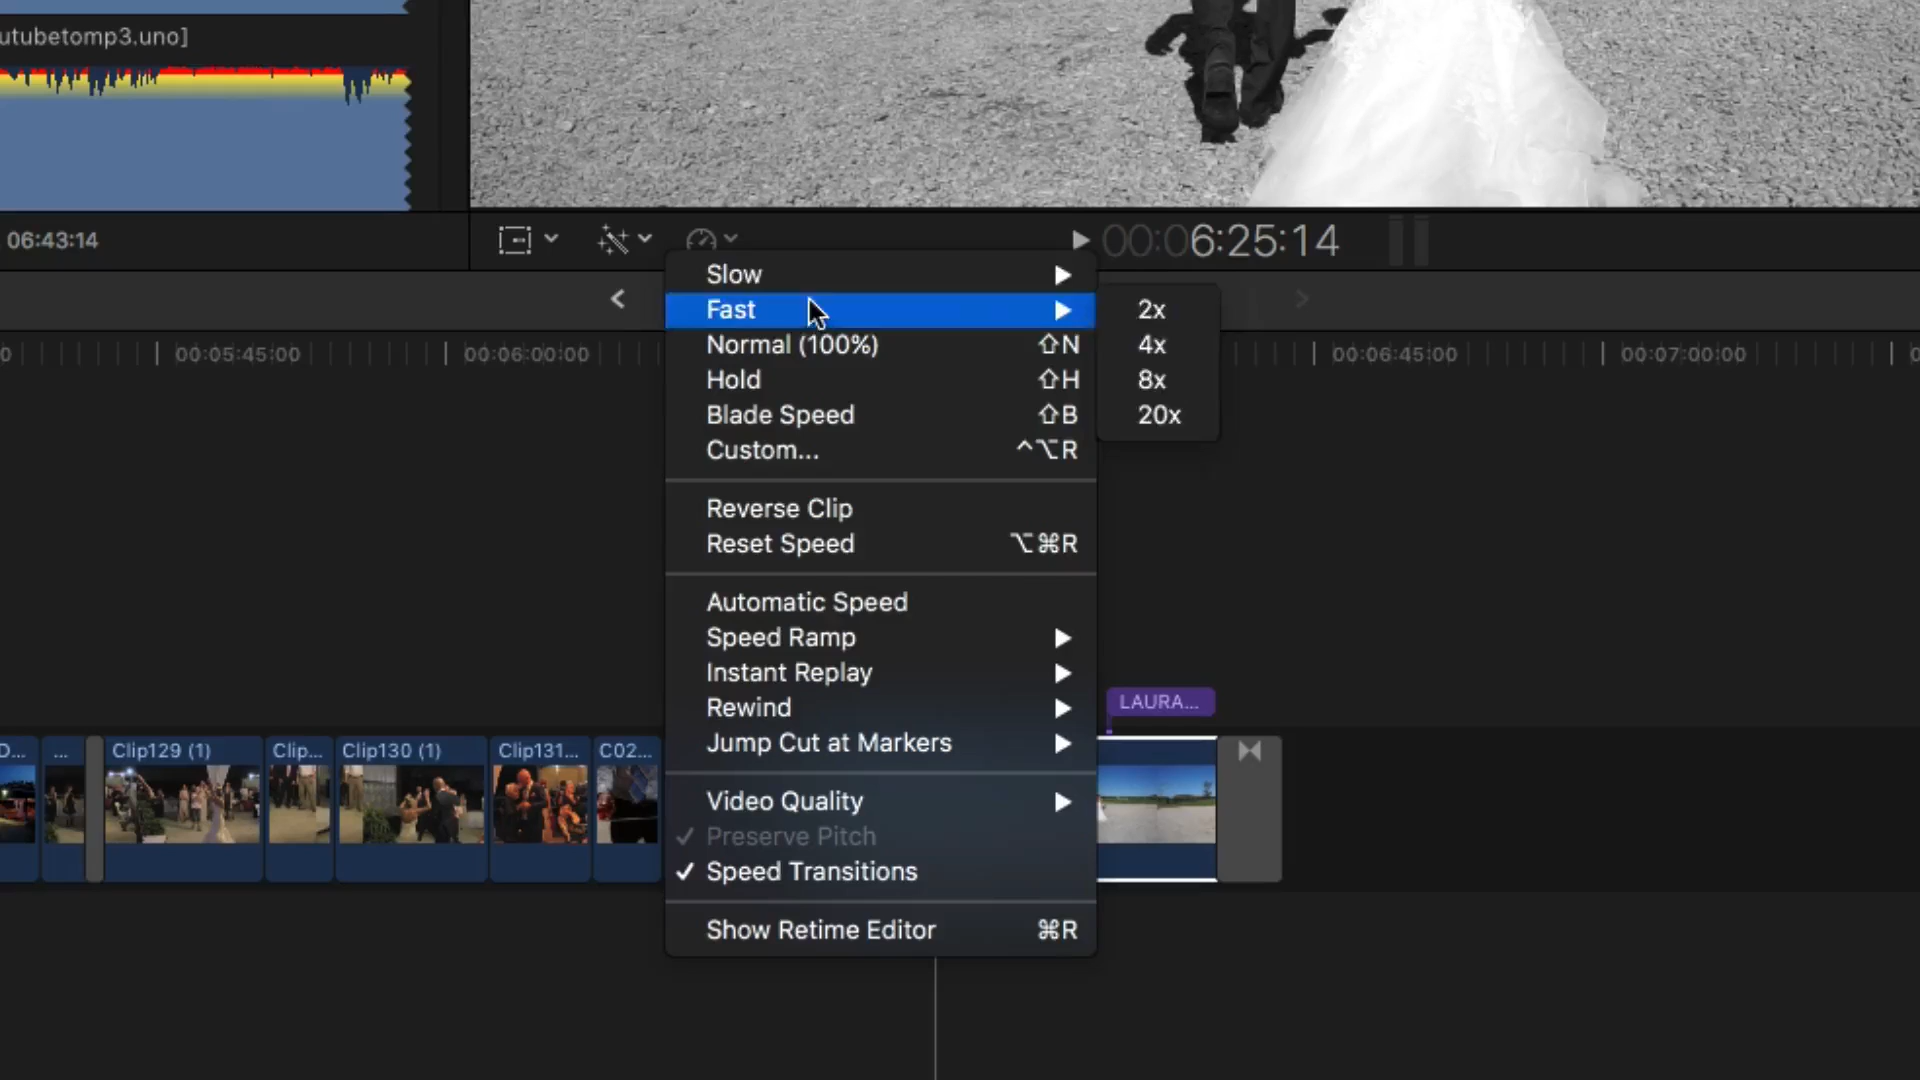 utubetomp3.uno]
06:43:14
00:06:25:14
Slow
Fast
Normal (100%) ⇧N
Hold ⇧H
Blade Speed ⇧B
Custom... ^⌥R
Reverse Clip
Reset Speed ⌥⌘R
Automatic Speed
Speed Ramp
Instant Replay
Rewind
Jump Cut at Markers
Video Quality
✓ Preserve Pitch
✓ Speed Transitions
Show Retime Editor ⌘R
2x
4x
8x
20x
0 00:05:45:00 00:06:00:00 00:06:45:00 00:07:00:00 0
LAURA...
D... ... Clip129 (1) Clip... Clip130 (1) Clip131... C02...